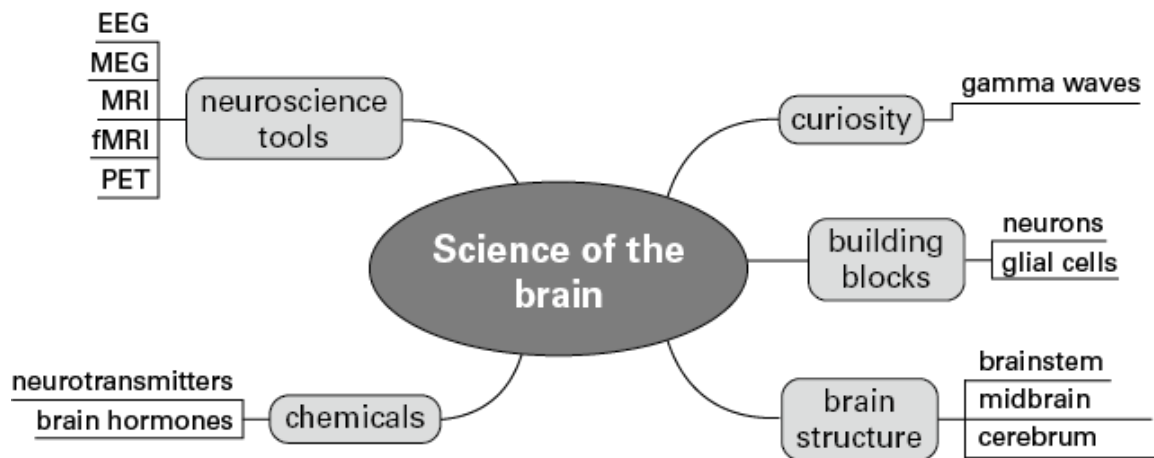 EEG
MEG
MRI
fMRI
PET
neuroscience
tools
curiosity
gamma waves
Science of the
brain
building
blocks
neurons
glial cells
neurotransmitters
brain hormones
chemicals
brain
structure
brainstem
midbrain
cerebrum